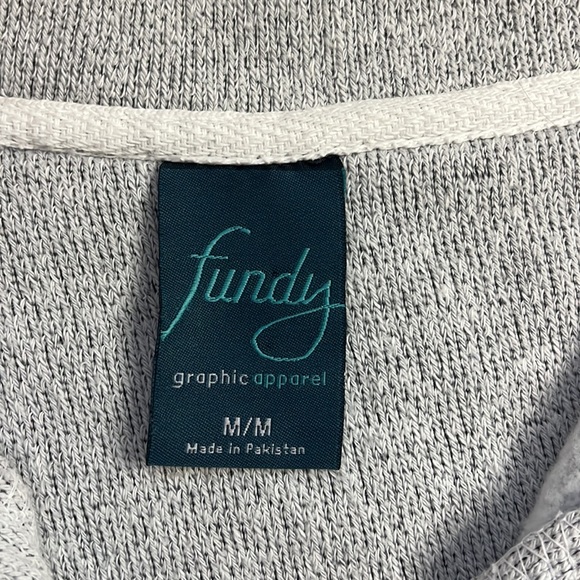 fundy
graphic apparel
M/M
Made in Pakistan